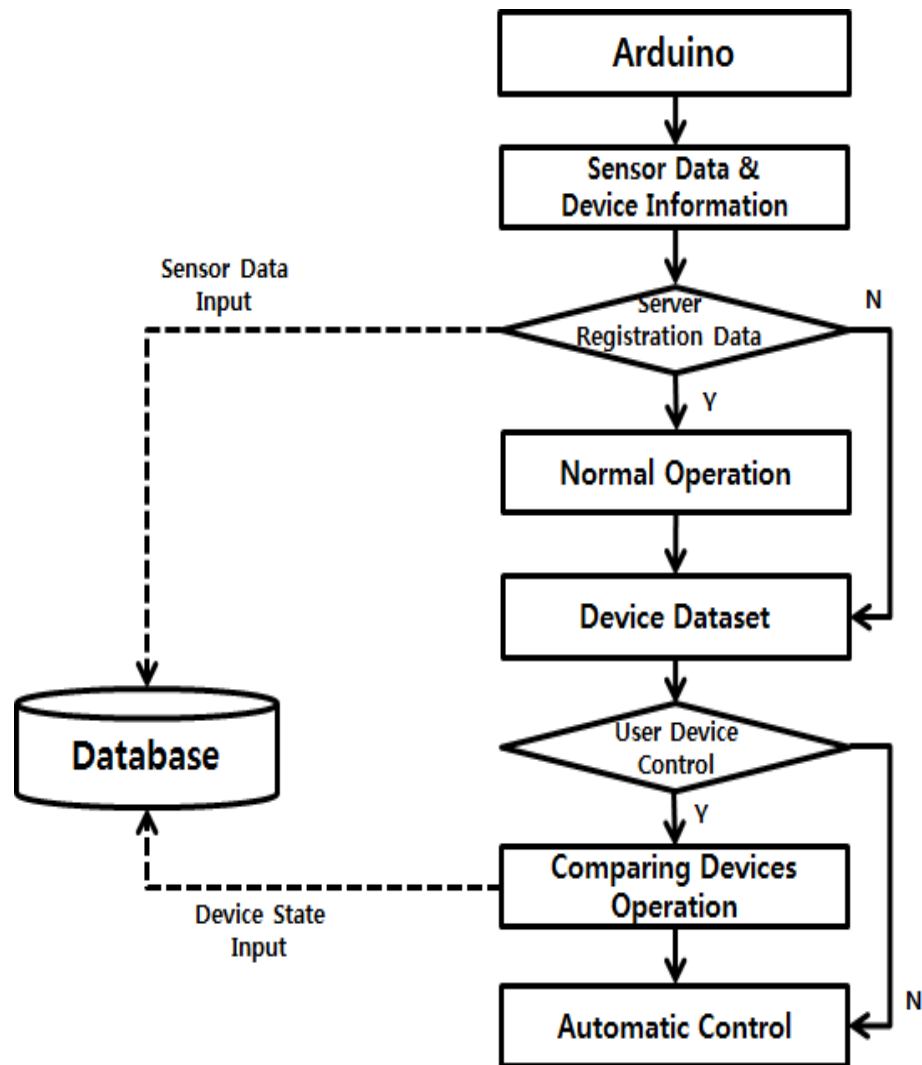 Arduino
Sensor Data &
Device Information
Sensor Data
Input
Server
Registration Data
N
Y
Normal Operation
Device Dataset
Database
User Device
Control
Y
Comparing Devices
Operation
Device State
Input
N
Automatic Control